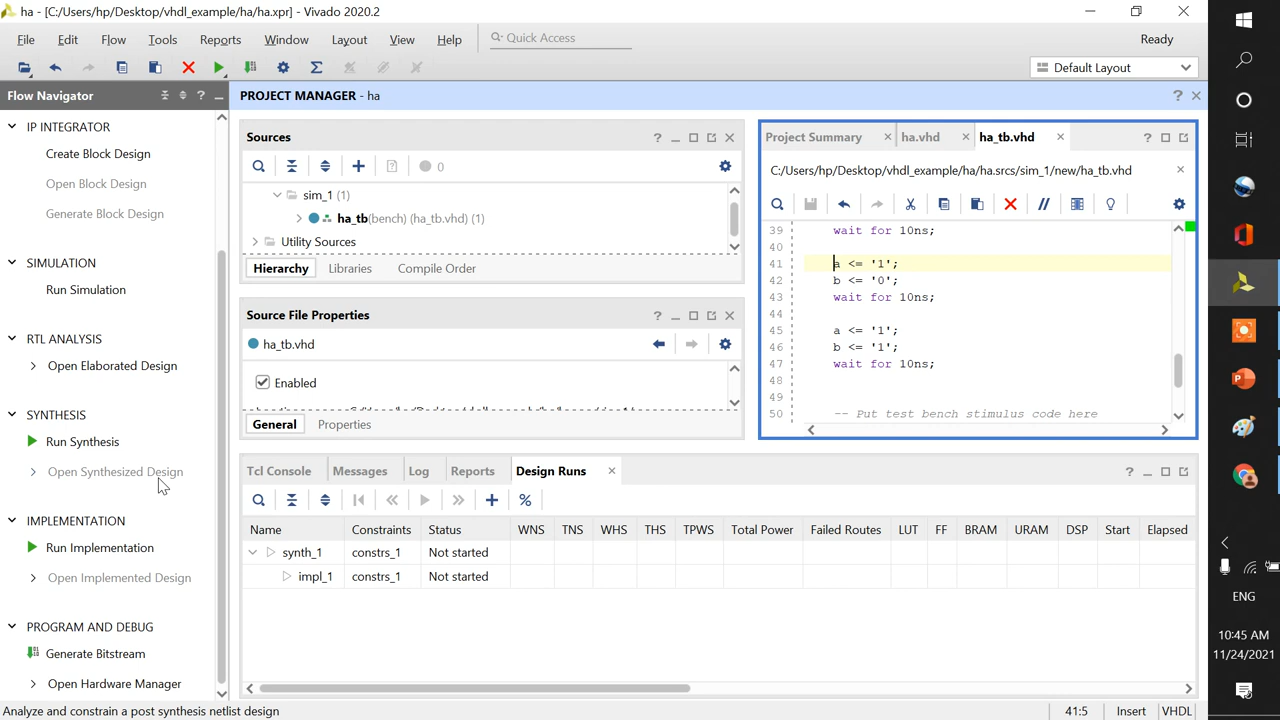 ha - [C:/Users/hp/Desktop/vhdl_example/ha/ha.xpr] - Vivado 2020.2
File Edit Flow Tools Reports Window Layout View Help Quick Access
Ready
Default Layout
Flow Navigator
PROJECT MANAGER - ha
IP INTEGRATOR
Create Block Design
Open Block Design
Generate Block Design
SIMULATION
Run Simulation
RTL ANALYSIS
Open Elaborated Design
SYNTHESIS
Run Synthesis
Open Synthesized Design
IMPLEMENTATION
Run Implementation
Open Implemented Design
PROGRAM AND DEBUG
Generate Bitstream
Open Hardware Manager
Sources
0
sim_1 (1)
ha_tb(bench) (ha_tb.vhd) (1)
Utility Sources
Hierarchy Libraries Compile Order
Source File Properties
ha_tb.vhd
Enabled
General Properties
Project Summary ha.vhd ha_tb.vhd
C:/Users/hp/Desktop/vhdl_example/ha/ha.srcs/sim_1/new/ha_tb.vhd
39 wait for 10ns;
40
41 a <= '1';
42 b <= '0';
43 wait for 10ns;
44
45 a <= '1';
46 b <= '1';
47 wait for 10ns;
48
49
50 -- Put test bench stimulus code here
Tcl Console Messages Log Reports Design Runs
Name Constraints Status WNS TNS WHS THS TPWS Total Power Failed Routes LUT FF BRAM URAM DSP Start Elapsed
synth_1 constrs_1 Not started
impl_1 constrs_1 Not started
Analyze and constrain a post synthesis netlist design
41:5 Insert VHDL
ENG
10:45 AM
11/24/2021